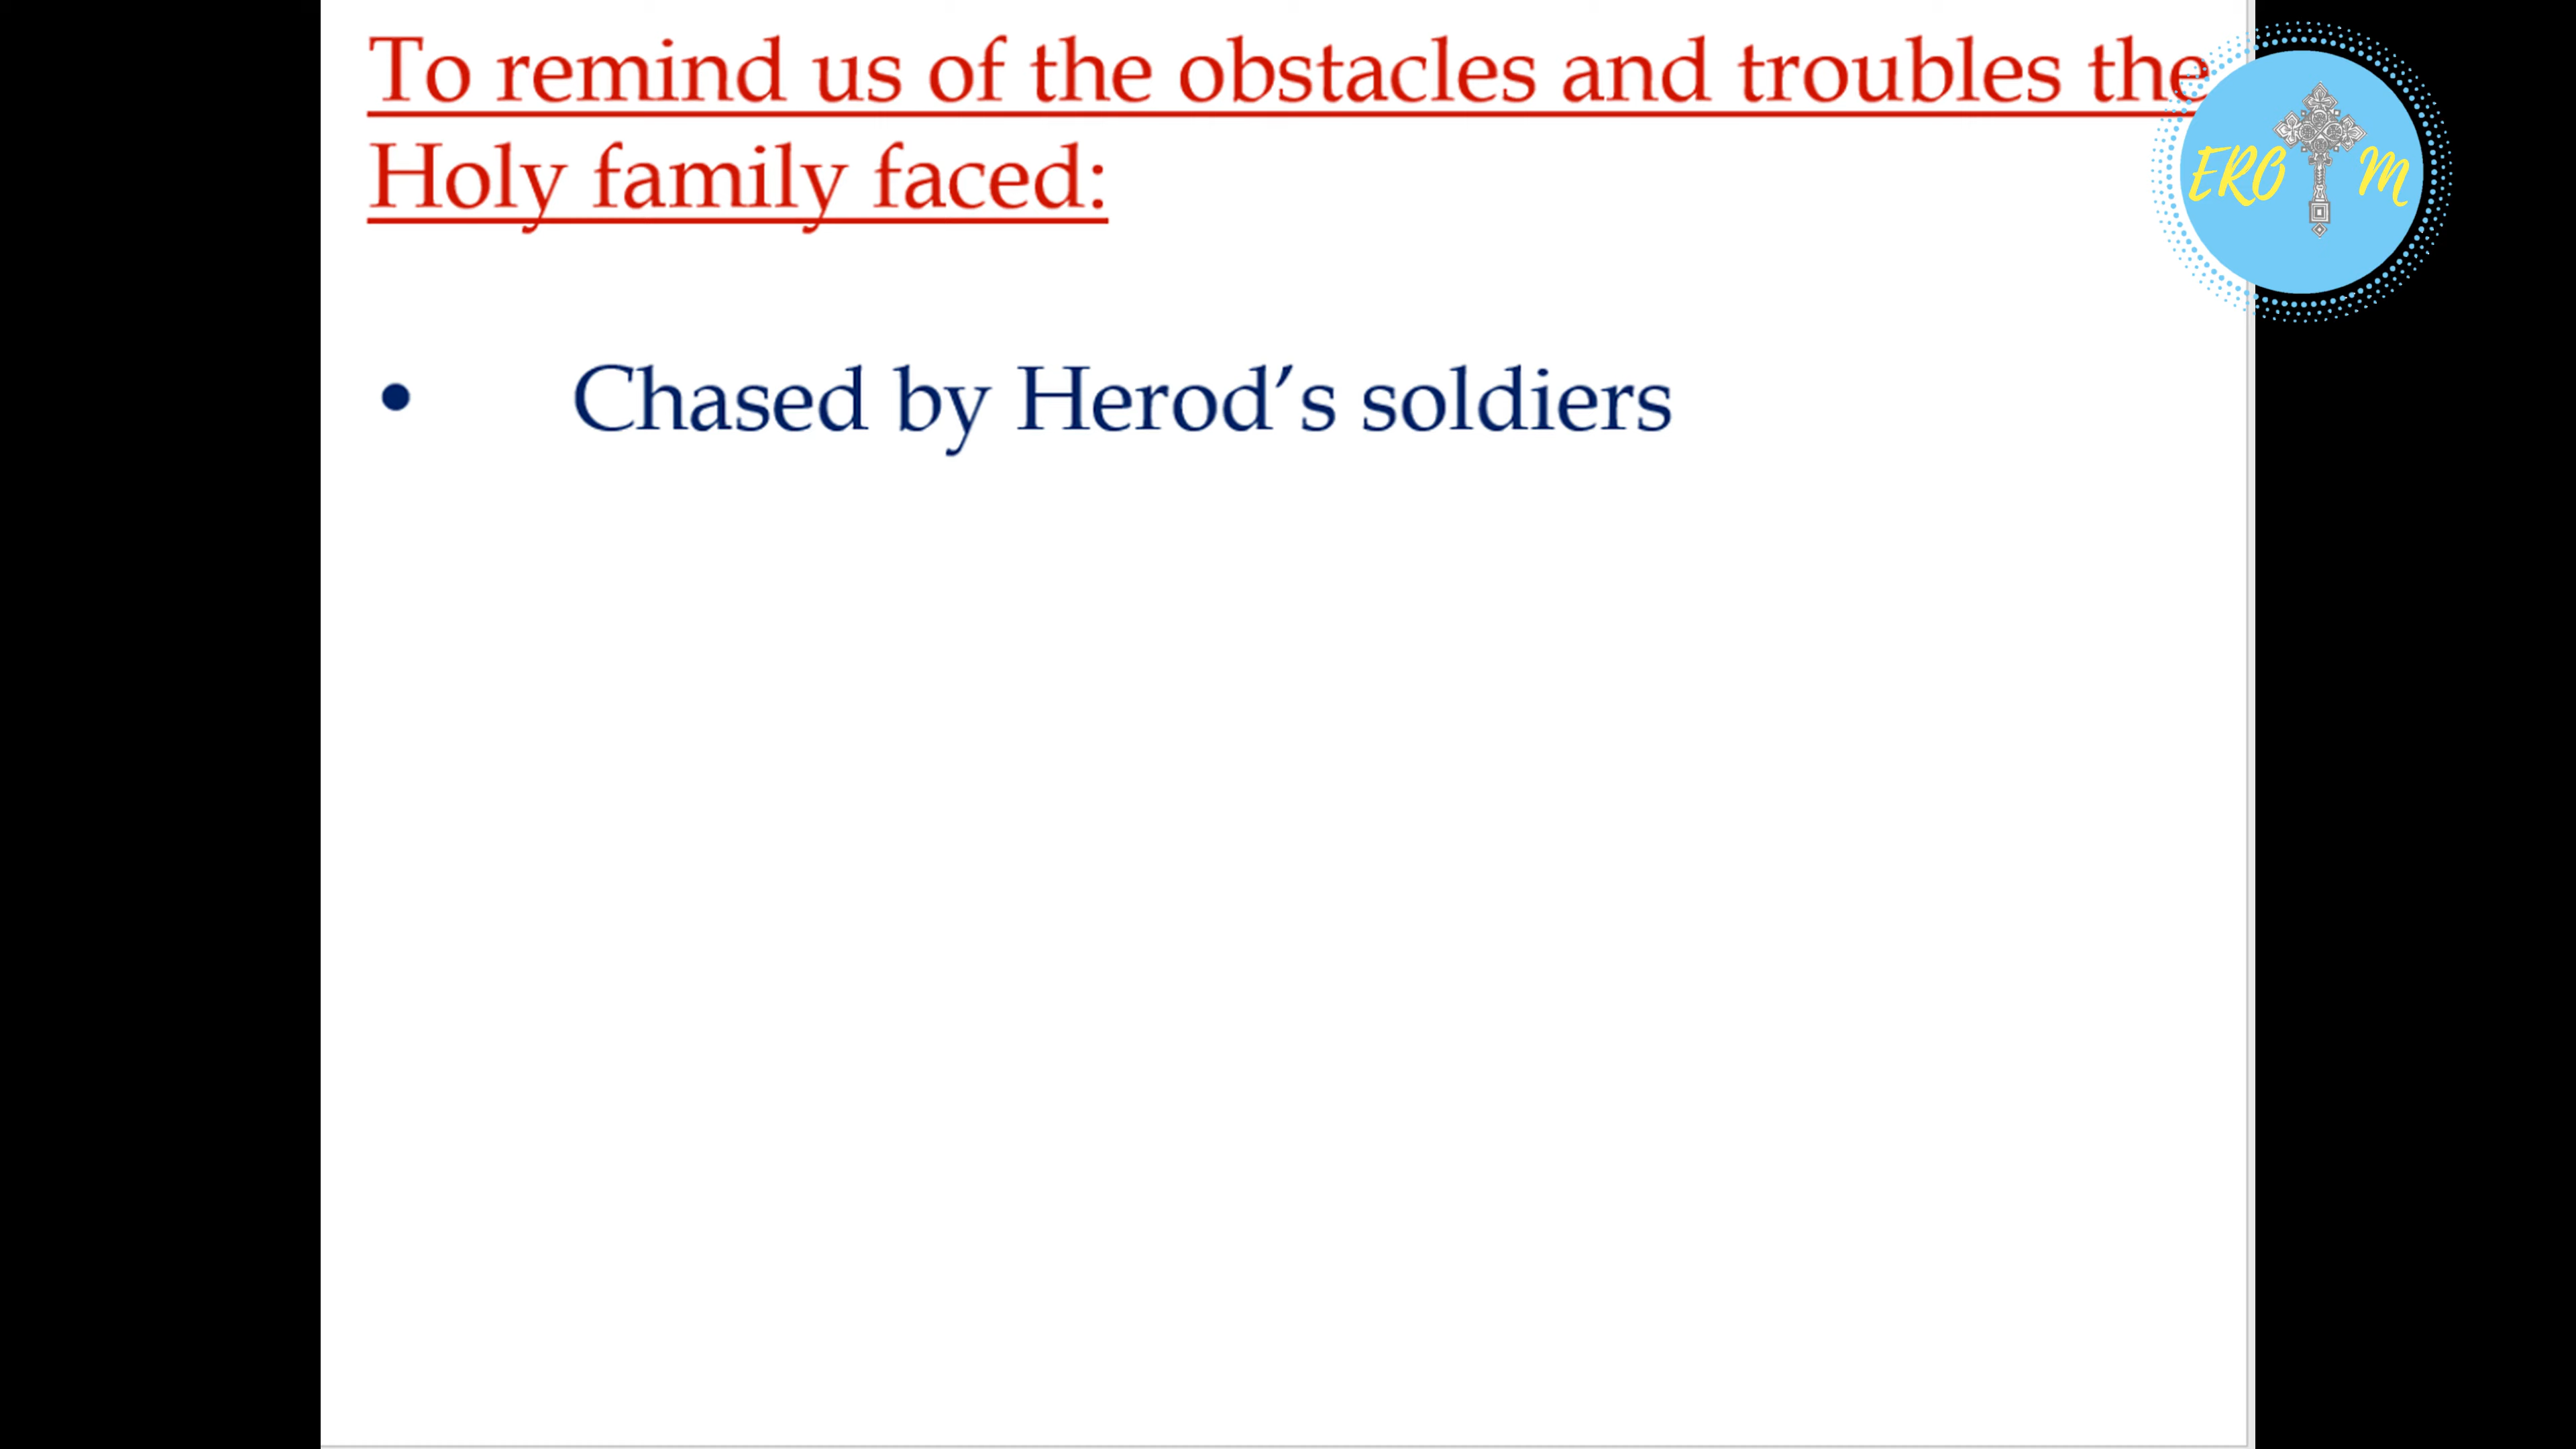 To remind us of the obstacles and troubles the
Holy family faced:
• Chased by Herod’s soldiers
ERO M